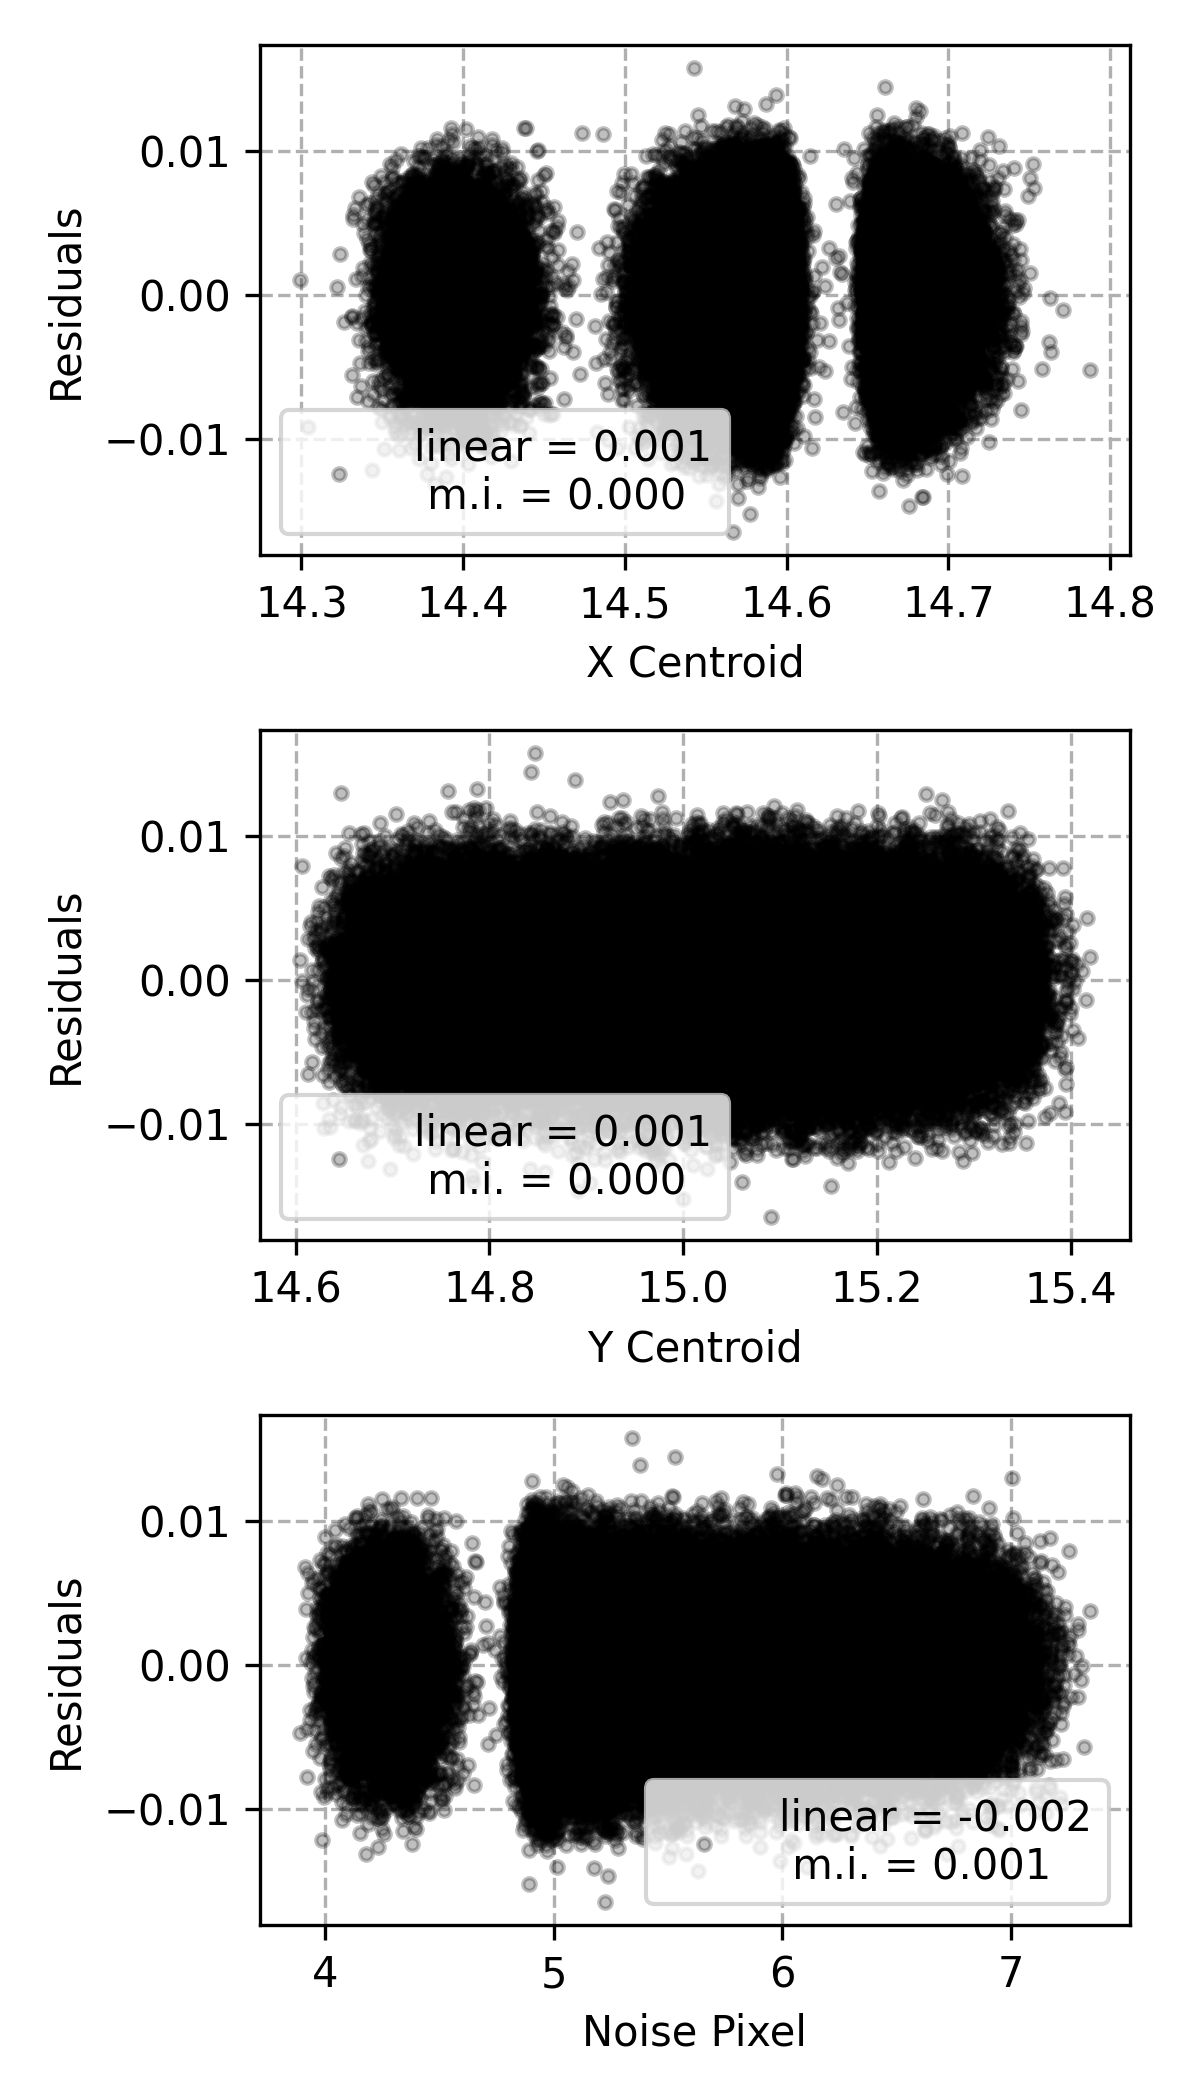 0.01
0.00
−0.01
Residuals
linear = 0.001
m.i. = 0.000
14.3 14.4 14.5 14.6 14.7 14.8
X Centroid
0.01
0.00
−0.01
Residuals
linear = 0.001
m.i. = 0.000
14.6 14.8 15.0 15.2 15.4
Y Centroid
0.01
0.00
−0.01
Residuals
linear = -0.002
m.i. = 0.001
4 5 6 7
Noise Pixel